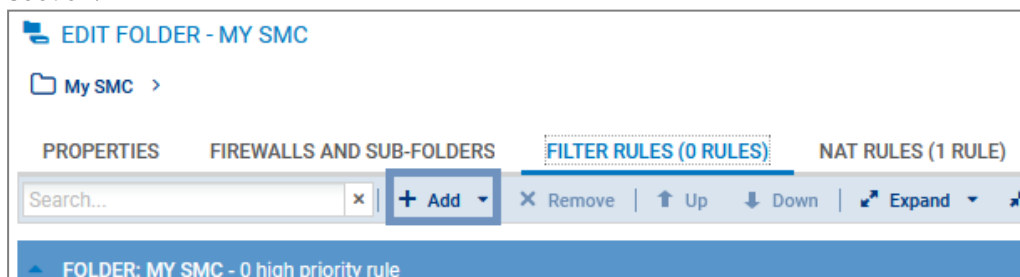 EDIT FOLDER - MY SMC
My SMC >
PROPERTIES FIREWALLS AND SUB-FOLDERS FILTER RULES (0 RULES) NAT RULES (1 RULE)
Search... × | + Add × Remove | Up Down | Expand
FOLDER: MY SMC - 0 high priority rule